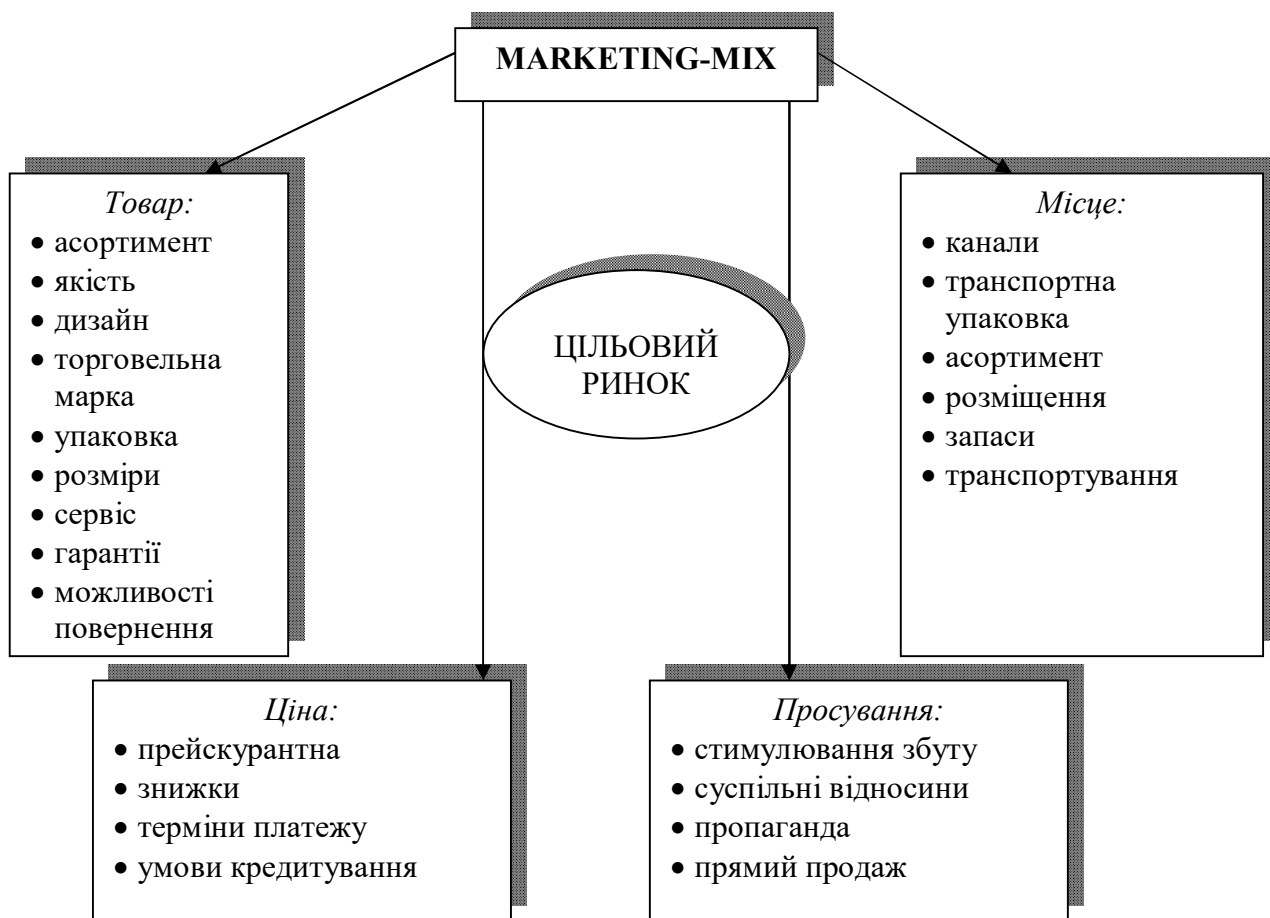 MARKETING-MIX
Товар:
• асортимент
• якість
• дизайн
• торговельна
марка
• упаковка
• розміри
• сервіс
• гарантії
• можливості
повернення
ЦІЛЬОВИЙ
РИНОК
Місце:
• канали
• транспортна
упаковка
• асортимент
• розміщення
• запаси
• транспортування
Ціна:
• прейскурантна
• знижки
• терміни платежу
• умови кредитування
Просування:
• стимулювання збуту
• суспільні відносини
• пропаганда
• прямий продаж